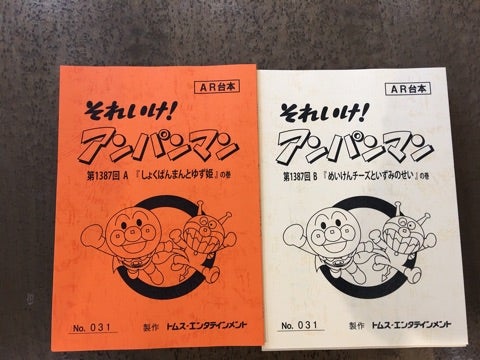 AR台本
それいけ!
アンパンマン
第1387回 A 『しょくぱんまんとゆず姫』の巻
No. 031
製作 トムス・エンタテインメント
AR台本
それいけ!
アンパンマン
第1387回 B 『めいけんチーズといずみのせい』の巻
No. 031
製作 トムス・エンタテインメント